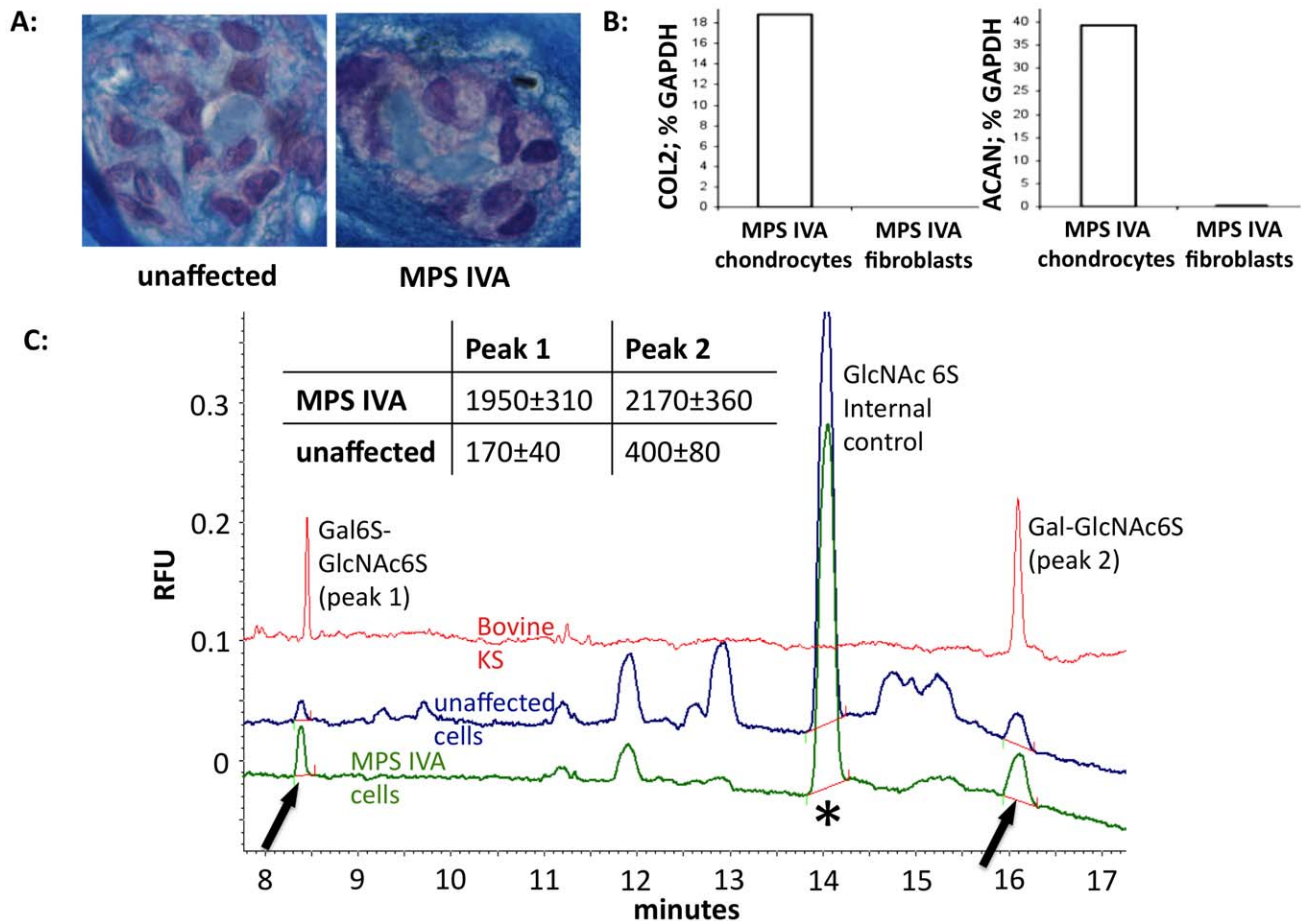 A:
unaffected
MPS IVA
B:
COL2; % GAPDH
18
16
14
12
10
8
6
4
2
0
MPS IVA
chondrocytes
MPS IVA
fibroblasts
ACAN; % GAPDH
40
35
30
25
20
15
10
5
0
MPS IVA
chondrocytes
MPS IVA
fibroblasts
C:
Peak 1 Peak 2
MPS IVA 1950±310 2170±360
unaffected 170±40 400±80
GlcNAc 6S
Internal
control
Gal6S-
GlcNAc6S
(peak 1)
Gal-GlcNAc6S
(peak 2)
Bovine
KS
unaffected
cells
MPS IVA
cells
*
RFU
0.3
0.2
0.1
0
8 9 10 11 12 13 14 15 16 17
minutes